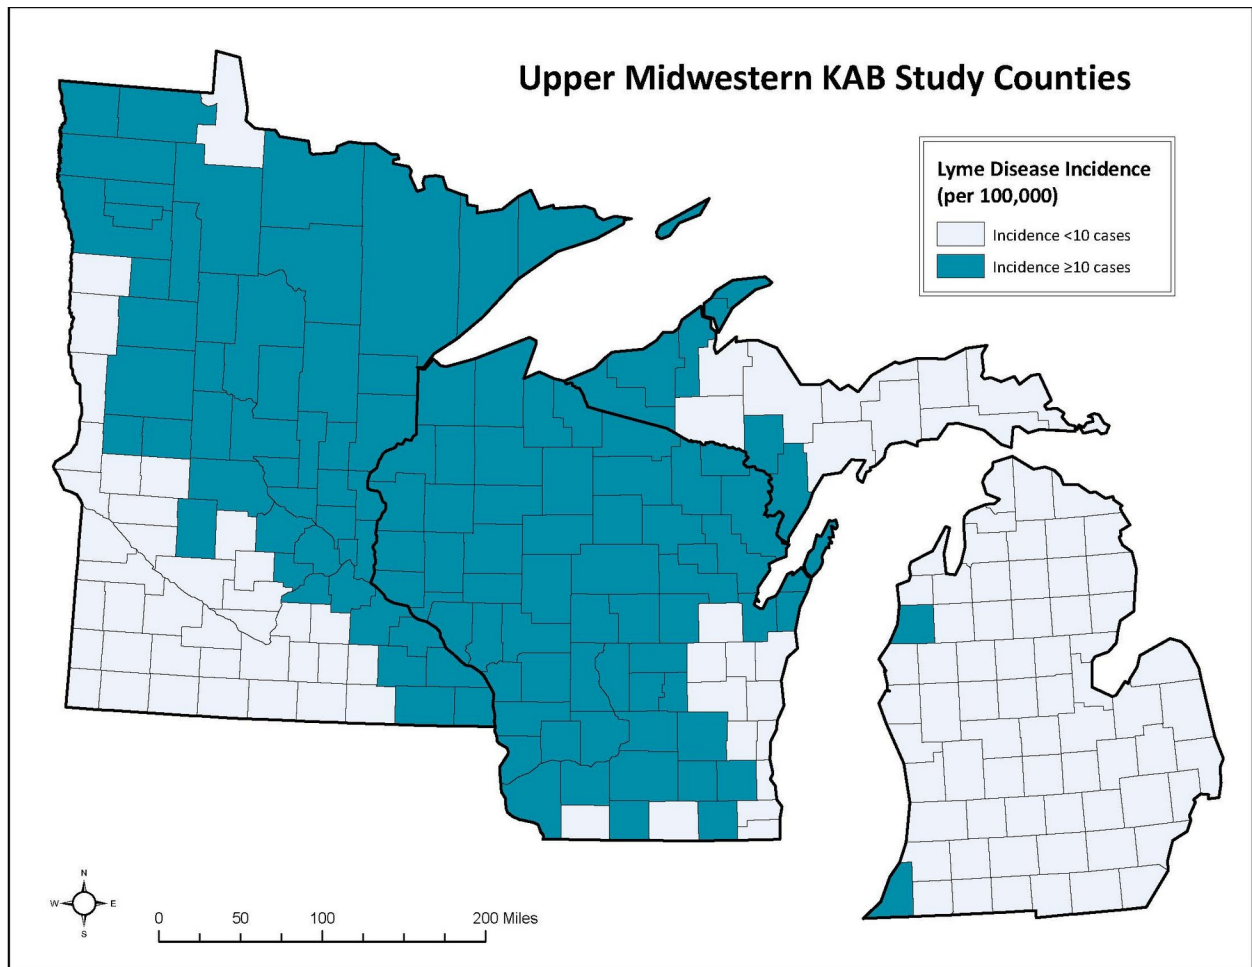 Upper Midwestern KAB Study Counties
Lyme Disease Incidence
(per 100,000)
Incidence <10 cases
Incidence ≥10 cases
N
W E
S
0 50 100 200 Miles